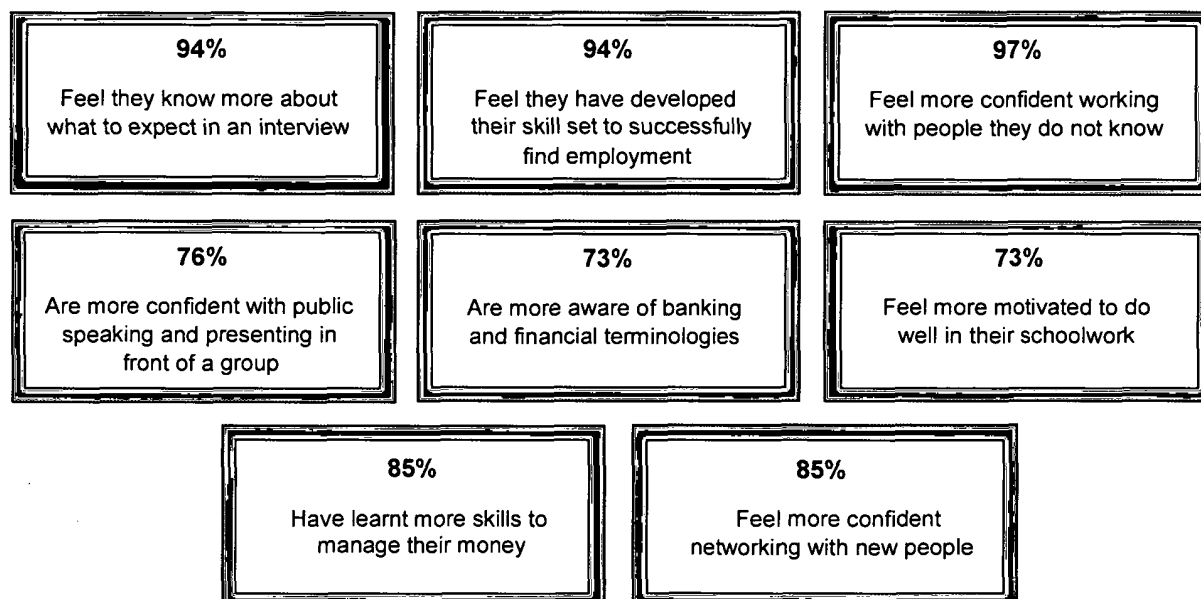 94%
Feel they know more about
what to expect in an interview
94%
Feel they have developed
their skill set to successfully
find employment
97%
Feel more confident working
with people they do not know
76%
Are more confident with public
speaking and presenting in
front of a group
73%
Are more aware of banking
and financial terminologies
73%
Feel more motivated to do
well in their schoolwork
85%
Have learnt more skills to
manage their money
85%
Feel more confident
networking with new people